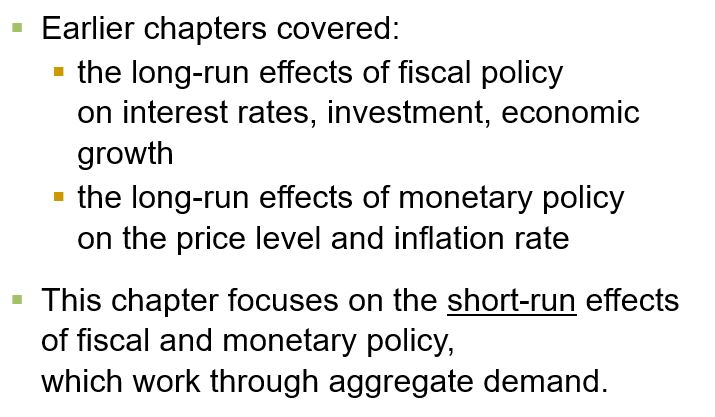 Earlier chapters covered:
the long-run effects of fiscal policy
on interest rates, investment, economic
growth
the long-run effects of monetary policy
on the price level and inflation rate
This chapter focuses on the short-run effects
of fiscal and monetary policy,
which work through aggregate demand.